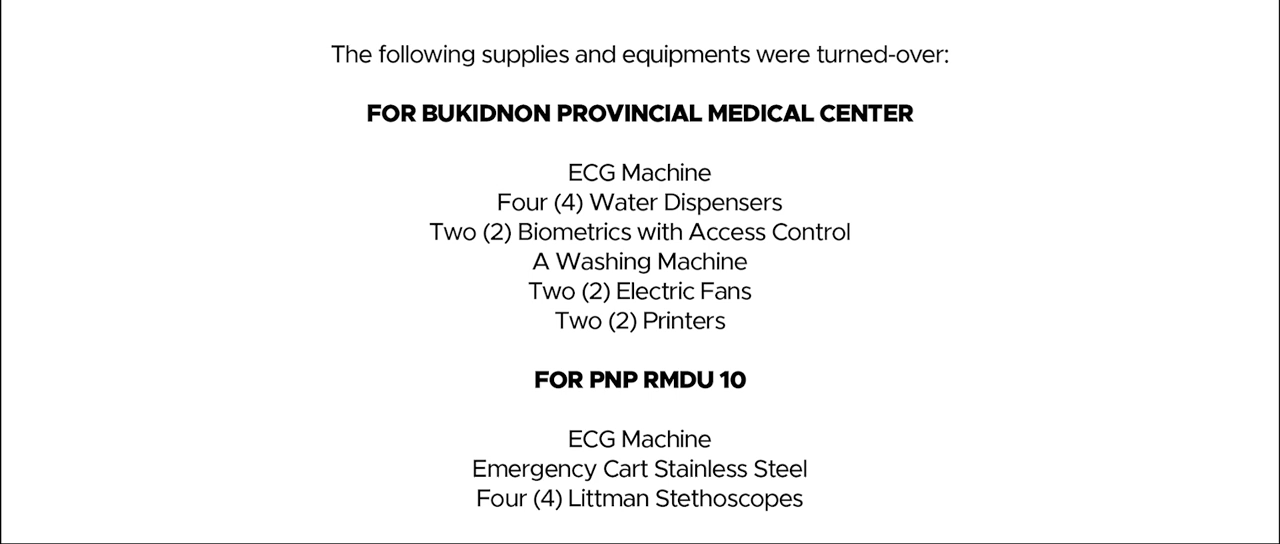 The following supplies and equipments were turned-over:
FOR BUKIDNON PROVINCIAL MEDICAL CENTER
ECG Machine
Four (4) Water Dispensers
Two (2) Biometrics with Access Control
A Washing Machine
Two (2) Electric Fans
Two (2) Printers
FOR PNP RMDU 10
ECG Machine
Emergency Cart Stainless Steel
Four (4) Littman Stethoscopes